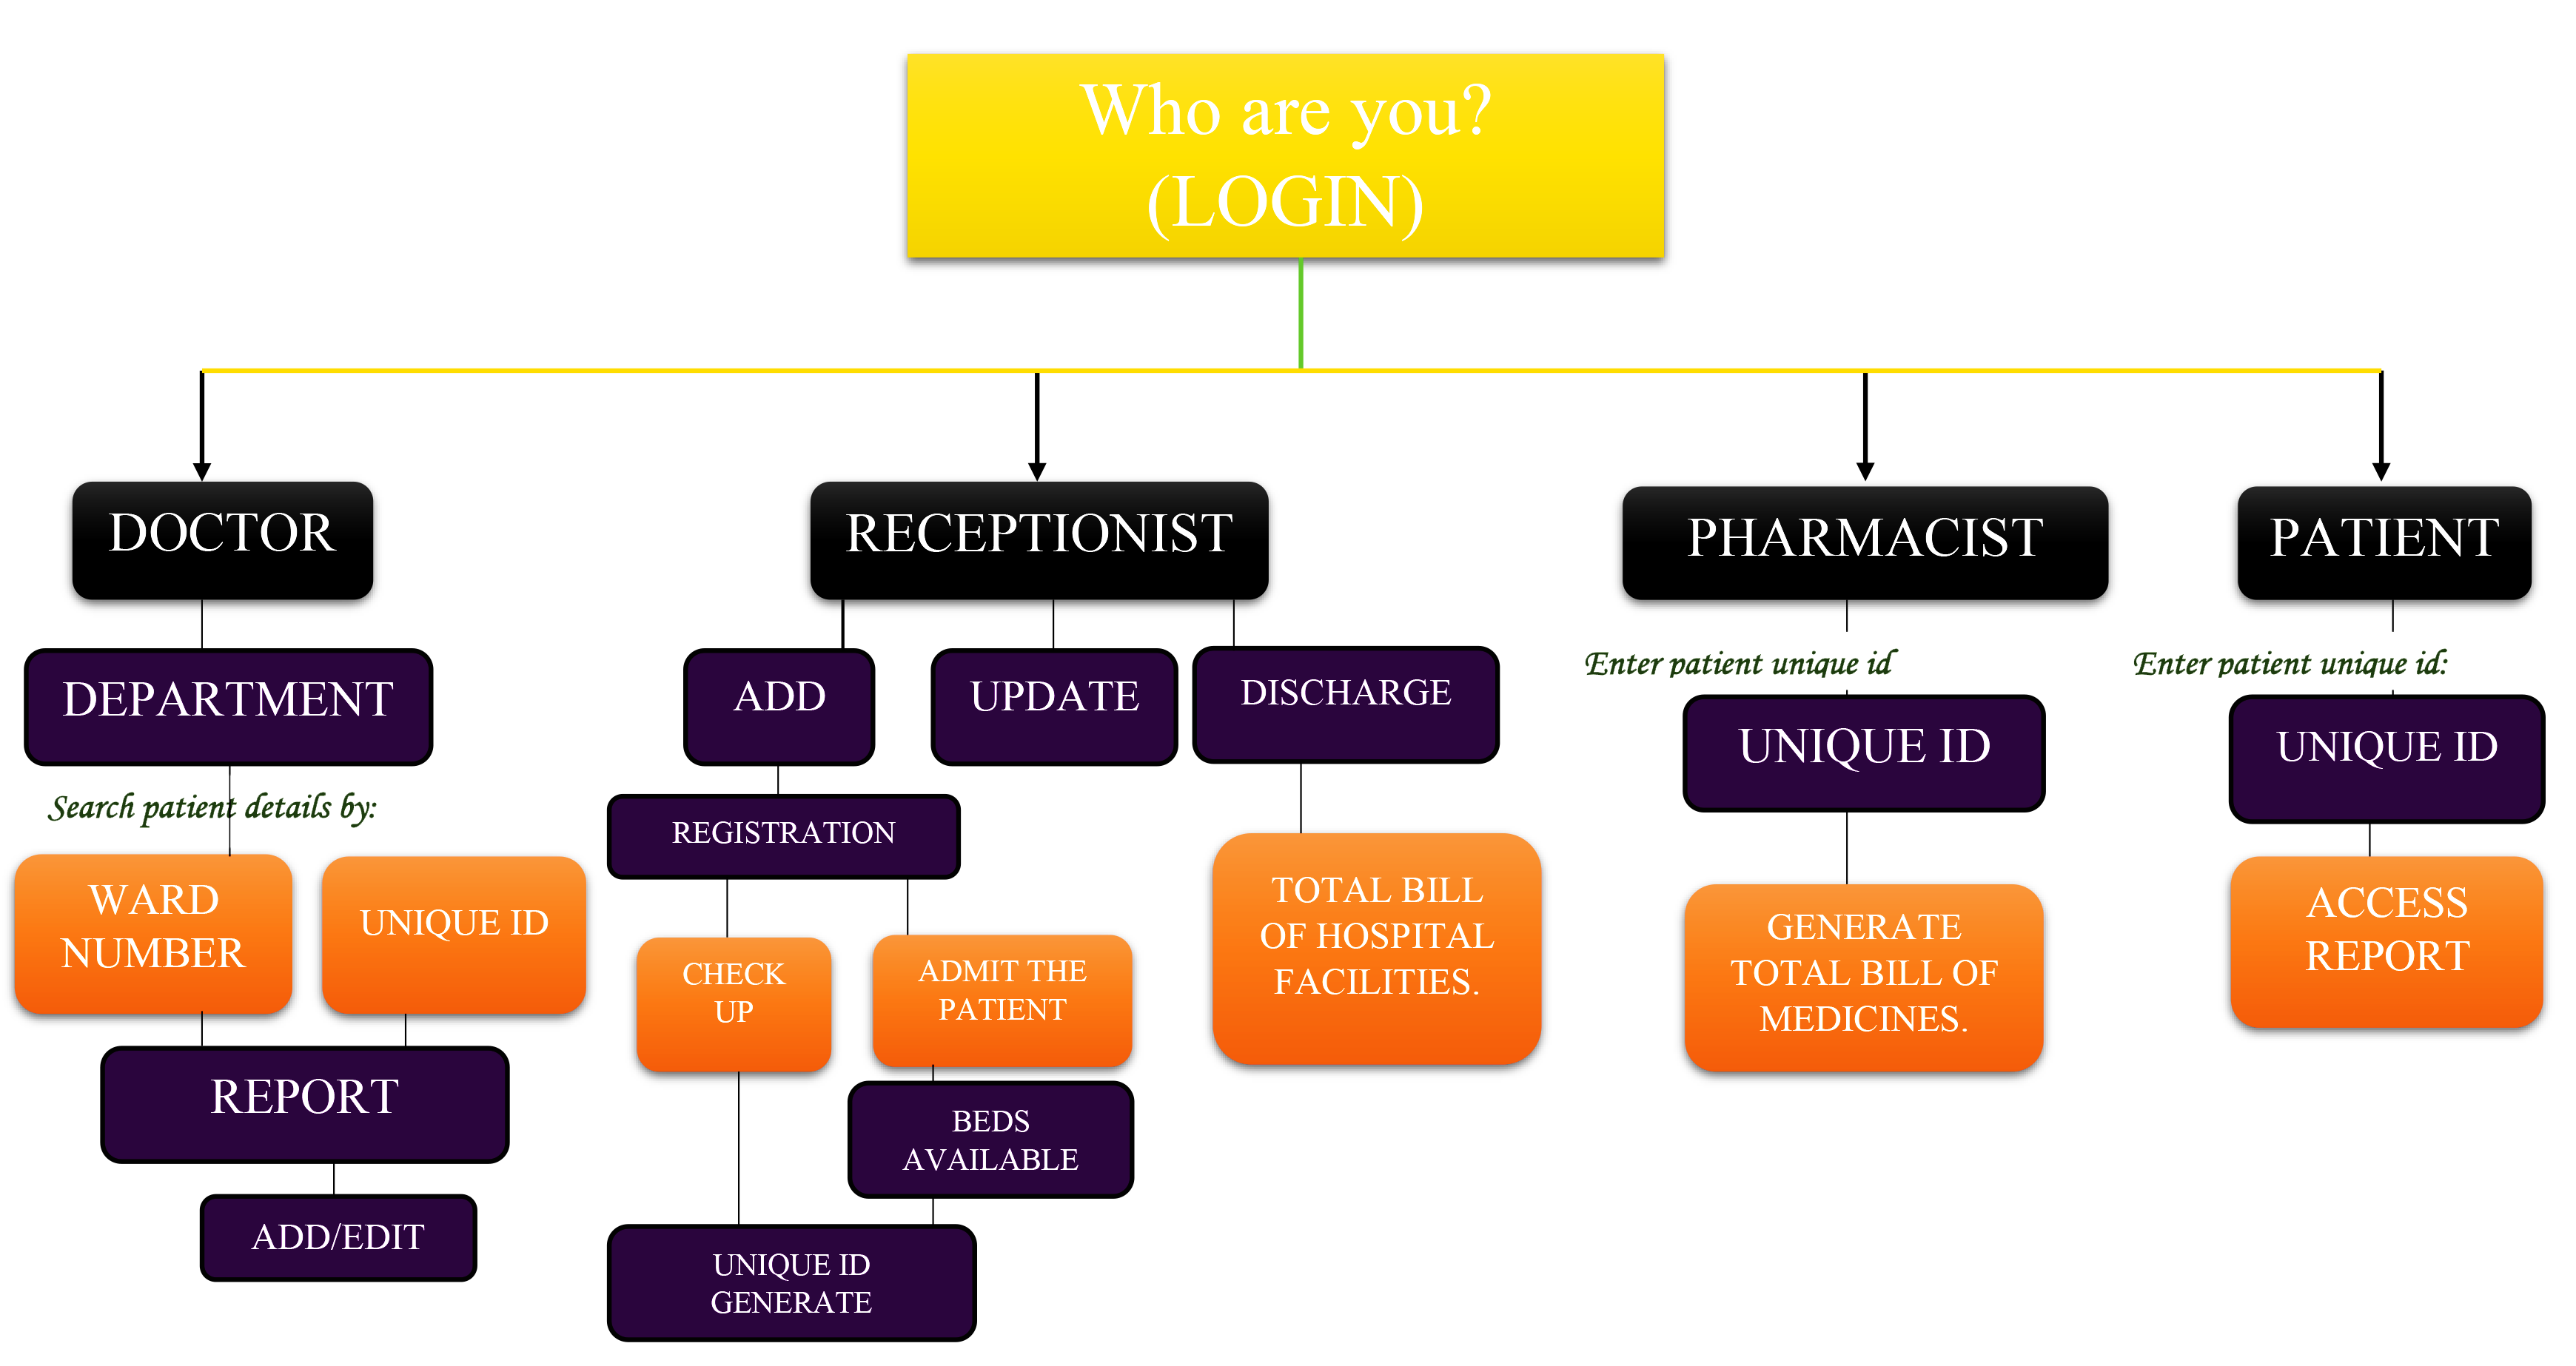 Who are you?
(LOGIN)
DOCTOR
RECEPTIONIST
PHARMACIST
PATIENT
DEPARTMENT
ADD
UPDATE
DISCHARGE
Enter patient unique id
Enter patient unique id:
UNIQUE ID
UNIQUE ID
Search patient details by:
REGISTRATION
WARD
NUMBER
UNIQUE ID
CHECK
UP
ADMIT THE
PATIENT
TOTAL BILL
OF HOSPITAL
FACILITIES.
GENERATE
TOTAL BILL OF
MEDICINES.
ACCESS
REPORT
REPORT
BEDS
AVAILABLE
ADD/EDIT
UNIQUE ID
GENERATE